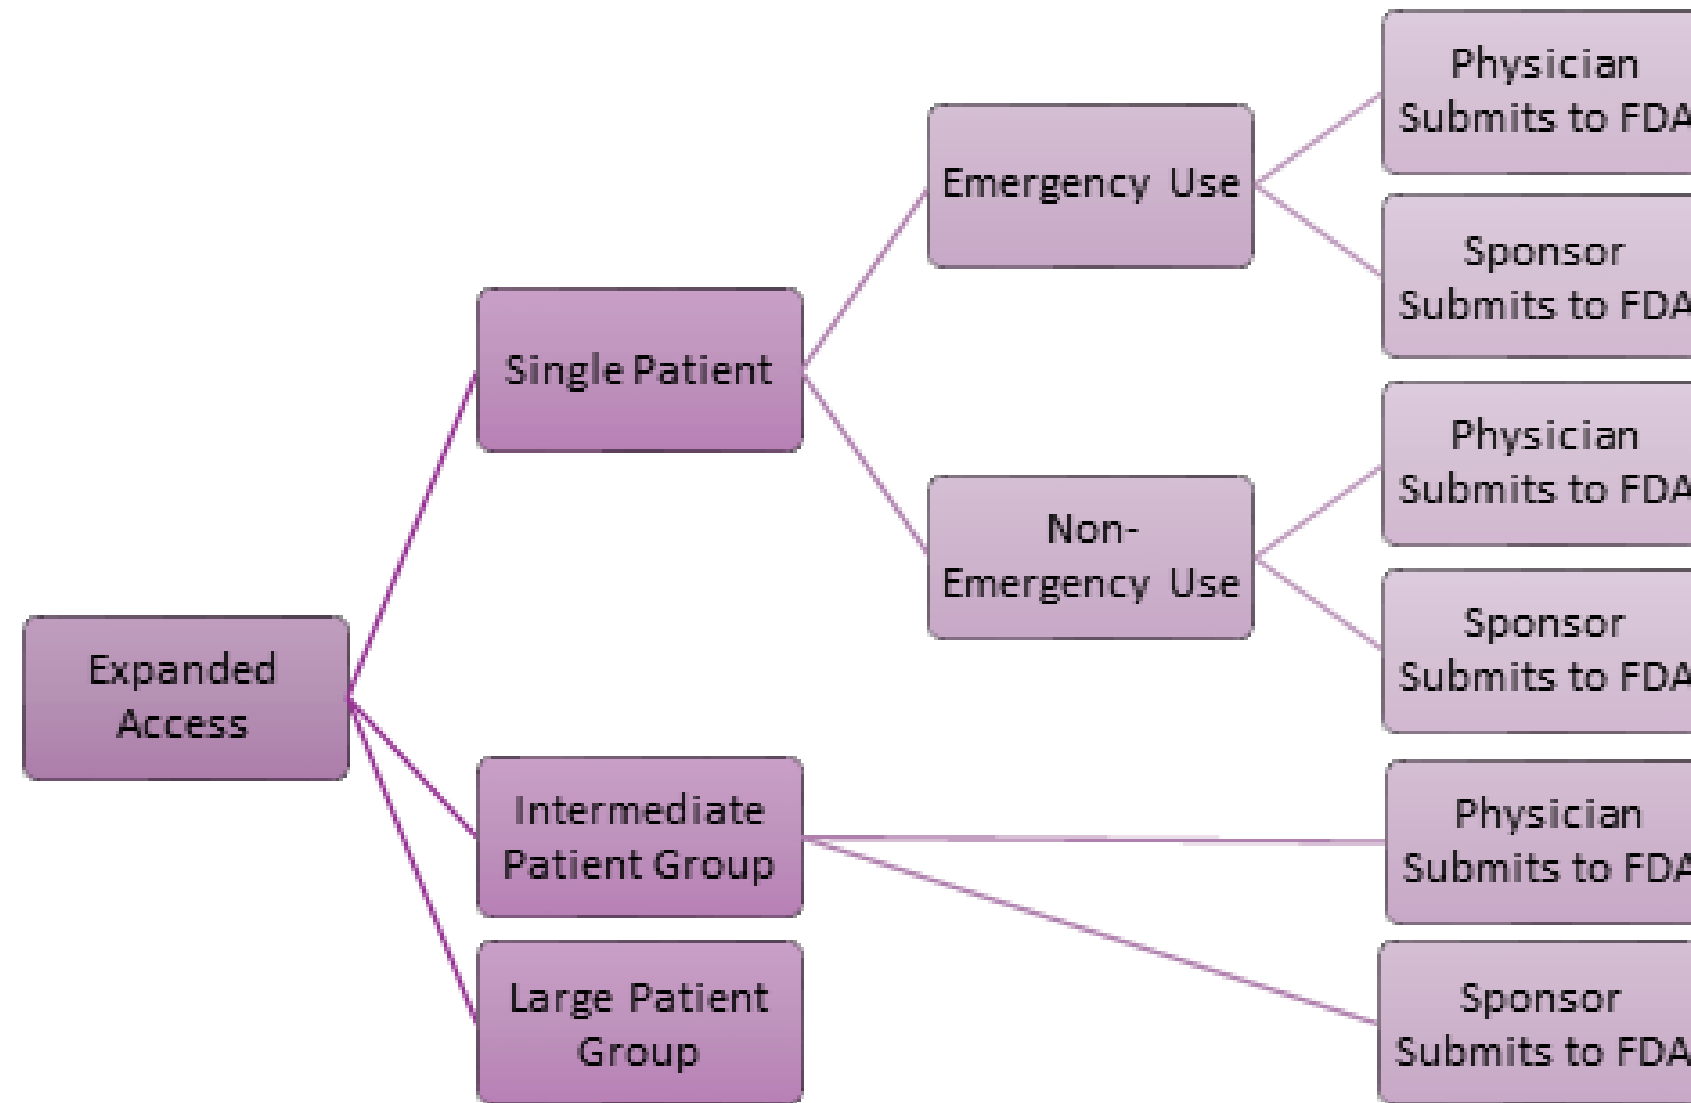 Expanded
Access
Single Patient
Emergency Use
Physician
Submits to FDA
Sponsor
Submits to FDA
Non-
Emergency Use
Physician
Submits to FDA
Sponsor
Submits to FDA
Intermediate
Patient Group
Physician
Submits to FDA
Sponsor
Submits to FDA
Large Patient
Group